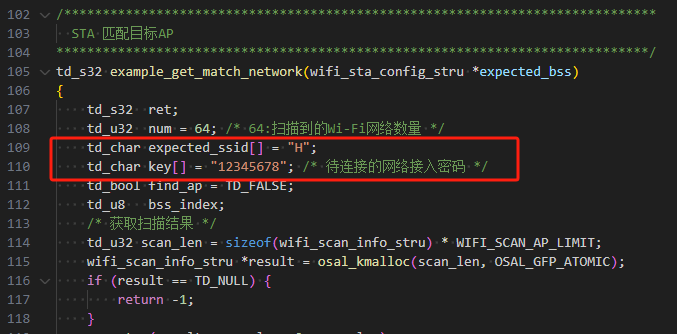 102 /****************************************************************************
103 STA 匹配目标AP
104 ****************************************************************************/
105 td_s32 example_get_match_network(wifi_sta_config_stru *expected_bss)
106 {
107 td_s32 ret;
108 td_u32 num = 64; /* 64:扫描到的Wi-Fi网络数量 */
109 td_char expected_ssid[] = "H";
110 td_char key[] = "12345678"; /* 待连接的网络接入密码 */
111 td_bool find_ap = TD_FALSE;
112 td_u8 bss_index;
113 /* 获取扫描结果 */
114 td_u32 scan_len = sizeof(wifi_scan_info_stru) * WIFI_SCAN_AP_LIMIT;
115 wifi_scan_info_stru *result = osal_kmalloc(scan_len, OSAL_GFP_ATOMIC);
116 if (result == TD_NULL) {
117 return -1;
118 }